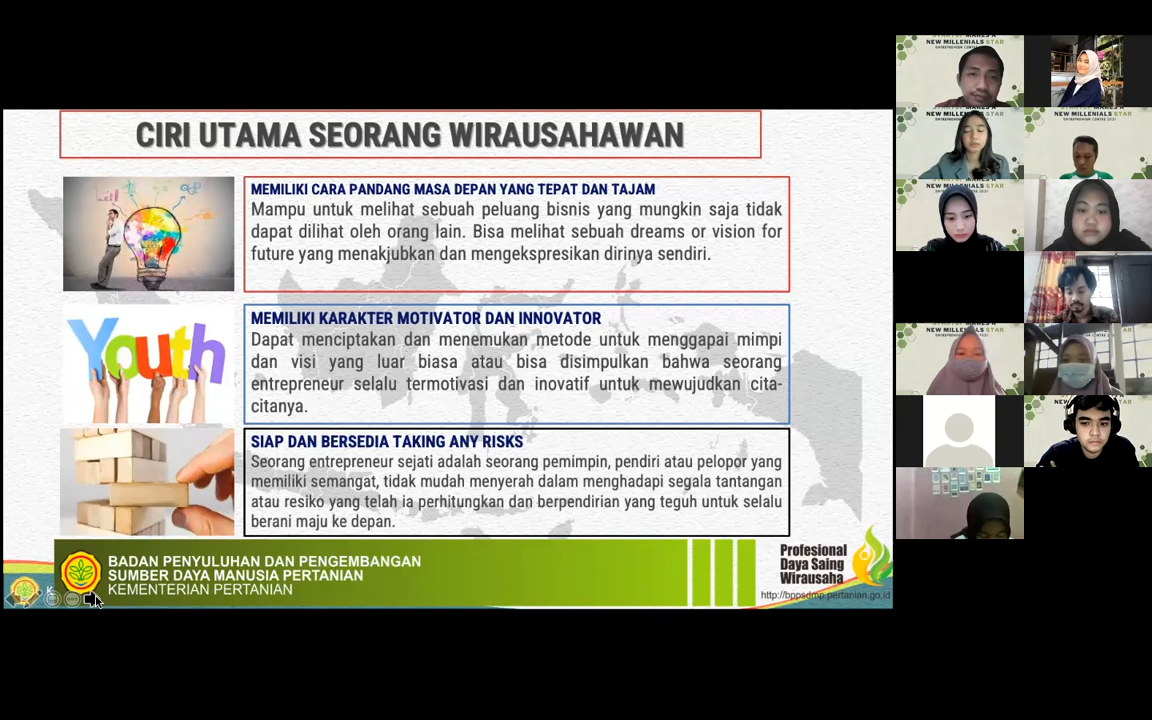 CIRI UTAMA SEORANG WIRAUSAHAWAN
MEMILIKI CARA PANDANG MASA DEPAN YANG TEPAT DAN TAJAM
Mampu untuk melihat sebuah peluang bisnis yang mungkin saja tidak
dapat dilihat oleh orang lain. Bisa melihat sebuah dreams or vision for
future yang menakjubkan dan mengekspresikan dirinya sendiri.
Youth
MEMILIKI KARAKTER MOTIVATOR DAN INNOVATOR
Dapat menciptakan dan menemukan metode untuk menggapai mimpi
dan visi yang luar biasa atau bisa disimpulkan bahwa seorang
entrepreneur selalu termotivasi dan inovatif untuk mewujudkan cita-
citanya.
SIAP DAN BERSEDIA TAKING ANY RISKS
Seorang entrepreneur sejati adalah seorang pemimpin, pendiri atau pelopor yang
memiliki semangat, tidak mudah menyerah dalam menghadapi segala tantangan
atau resiko yang telah ia perhitungkan dan berpendirian yang teguh untuk selalu
berani maju ke depan.
BADAN PENYULUHAN DAN PENGEMBANGAN
SUMBER DAYA MANUSIA PERTANIAN
KEMENTERIAN PERTANIAN
Profesional
Daya Saing
Wirausaha
http://bppsdmp.pertanian.go.id
NEW MILLENIALS STAR
ENTREPRENEUR CENTRE 2021